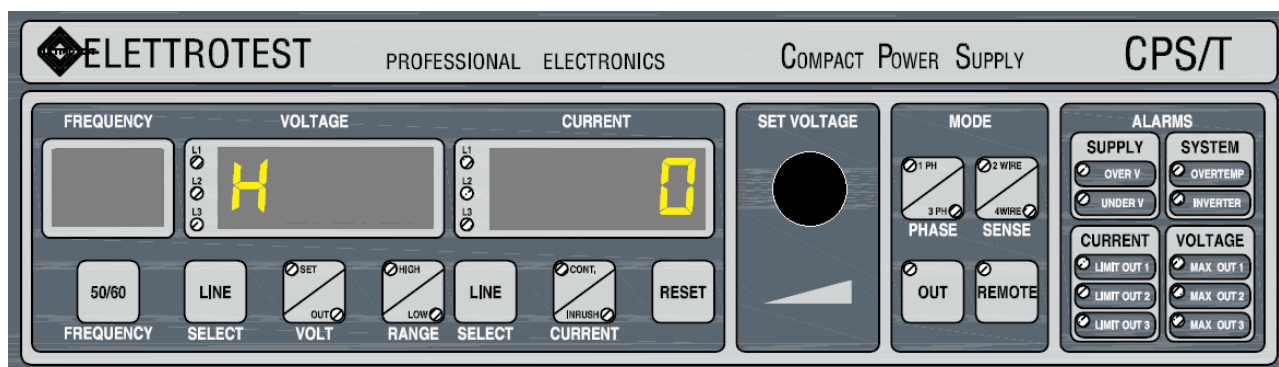 ELETTROTEST PROFESSIONAL ELECTRONICS COMPACT POWER SUPPLY CPS/T
FREQUENCY VOLTAGE CURRENT SET VOLTAGE MODE ALARMS
SUPPLY SYSTEM
L1 L1
L2 L2
L3 L3
H 0
1 PH 2 WIRE
3 PH 4WIRE
PHASE SENSE
OVER V OVERTEMP
UNDER V INVERTER
CURRENT VOLTAGE
LIMIT OUT 1 MAX OUT 1
LIMIT OUT 2 MAX OUT 2
LIMIT OUT 3 MAX OUT 3
50/60 LINE SET OUT HIGH LOW LINE CONT, INRUSH RESET OUT REMOTE
FREQUENCY SELECT VOLT RANGE SELECT CURRENT